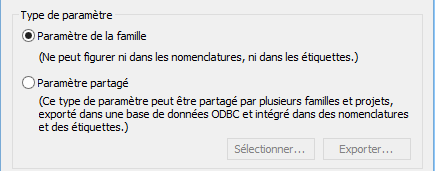 Type de paramètre
Paramètre de la famille
(Ne peut figurer ni dans les nomenclatures, ni dans les étiquettes.)
Paramètre partagé
(Ce type de paramètre peut être partagé par plusieurs familles et projets,
exporté dans une base de données ODBC et intégré dans des nomenclatures
et des étiquettes.)
Sélectionner...
Exporter...